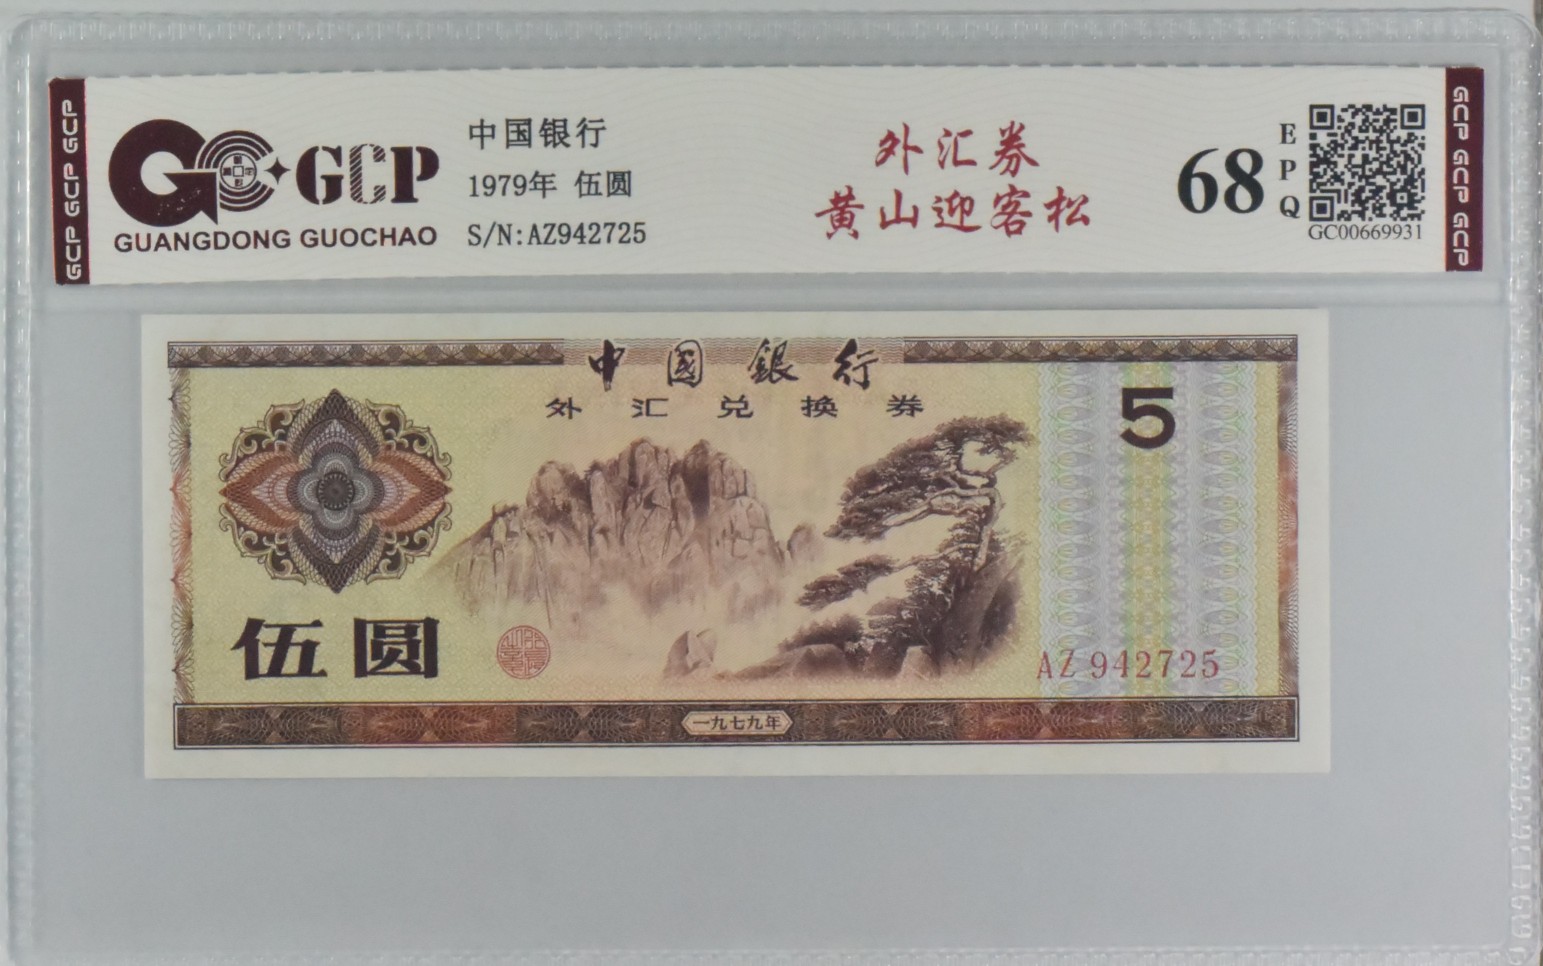 GCP GCP GCP
GCP
GUANGDONG GUOCHAO
中国银行
1979年 伍圆
S/N:AZ942725
外汇券
黄山迎客松
68
EPQ
GC00669931
GCP GCP GCP
中國銀行
外汇兑换券
5
伍圆
AZ 942725
一九七九年